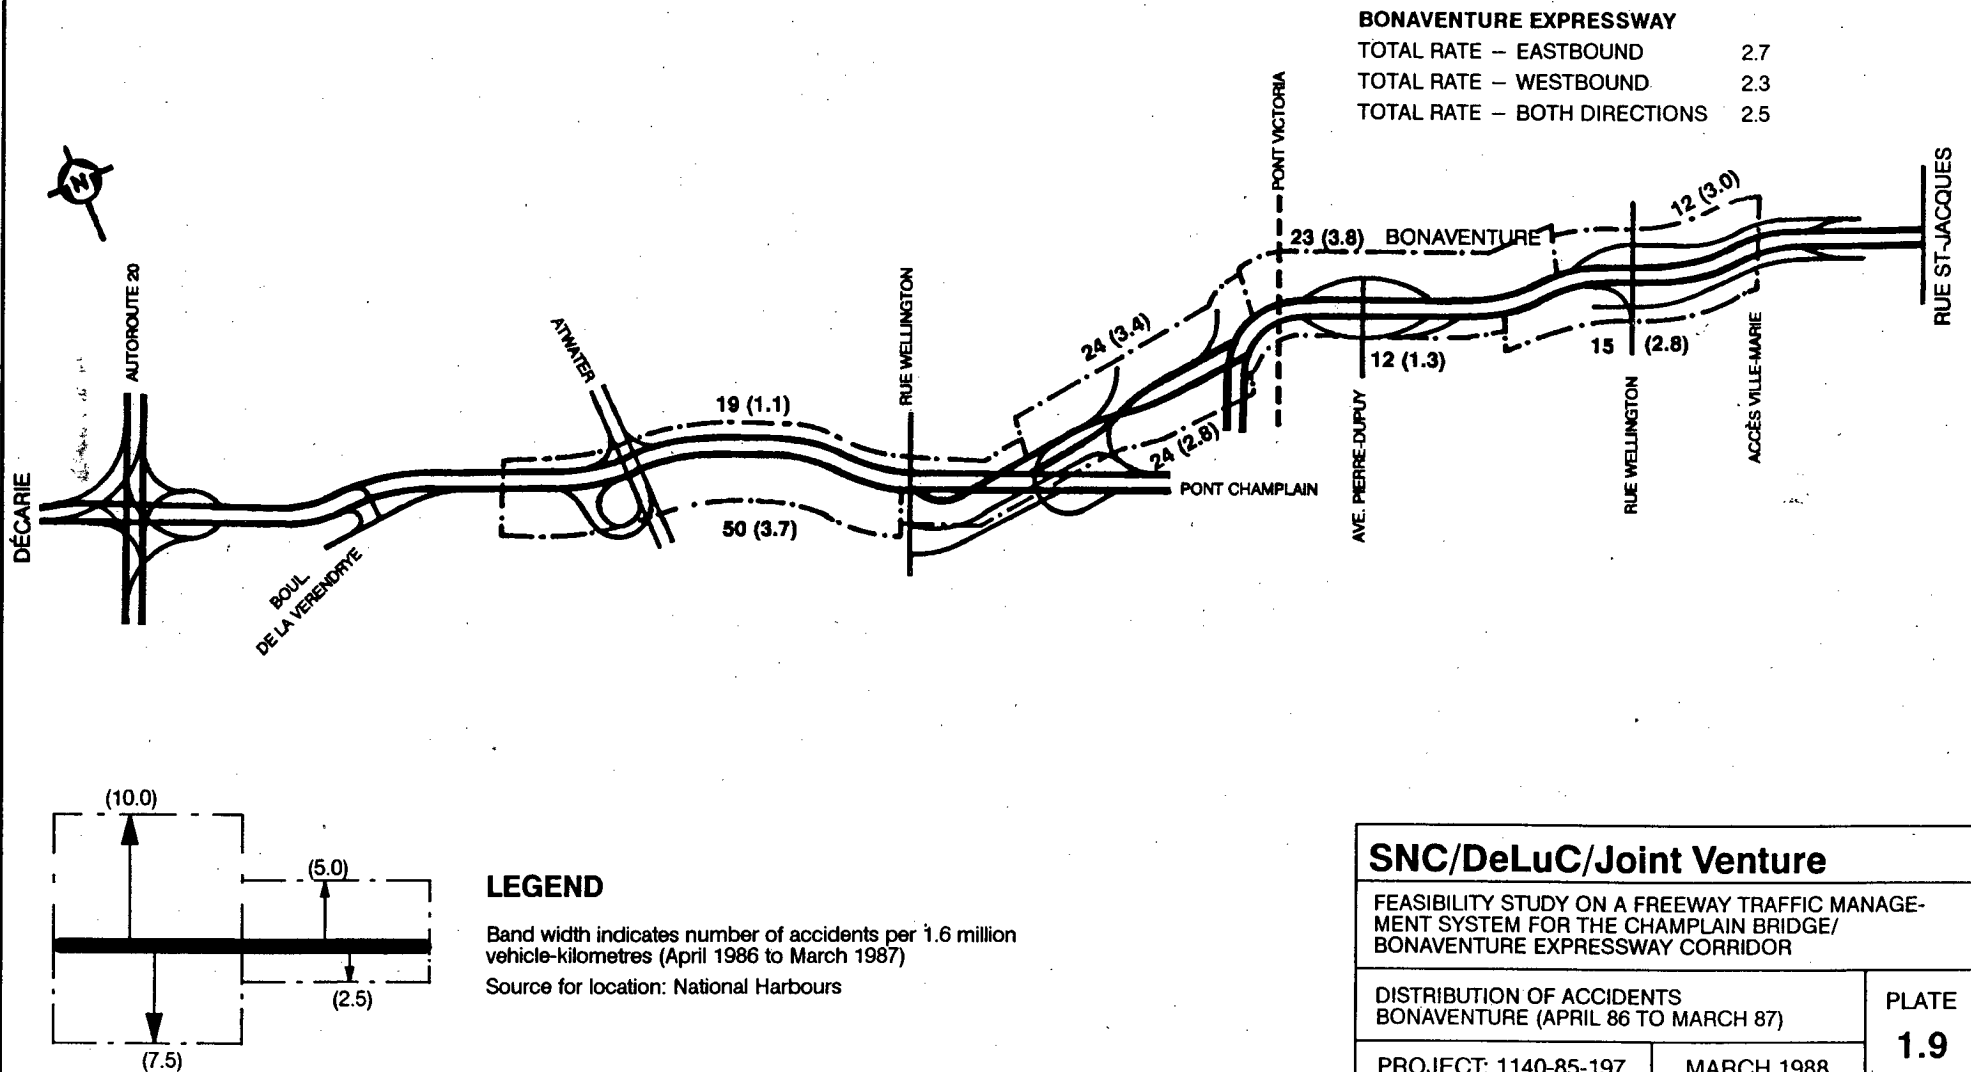 BONAVENTURE EXPRESSWAY
TOTAL RATE – EASTBOUND 2.7
TOTAL RATE – WESTBOUND 2.3
TOTAL RATE – BOTH DIRECTIONS 2.5
N
DÉCARIE
AUTOROUTE 20
BOUL.
DE LA VERENDRYE
ATWATER
19 (1.1)
50 (3.7)
RUE WELLINGTON
24 (3.4)
24 (2.8)
PONT CHAMPLAIN
PONT VICTORIA
23 (3.8) BONAVENTURE
12 (1.3)
AVE. PIERRE-DUPUY
12 (3.0)
15 (2.8)
RUE WELLINGTON
ACCÈS VILLE-MARIE
RUE ST-JACQUES
(10.0)
(5.0)
(2.5)
(7.5)
LEGEND
Band width indicates number of accidents per 1.6 million
vehicle-kilometres (April 1986 to March 1987)
Source for location: National Harbours
SNC/DeLuC/Joint Venture
FEASIBILITY STUDY ON A FREEWAY TRAFFIC MANAGE-
MENT SYSTEM FOR THE CHAMPLAIN BRIDGE/
BONAVENTURE EXPRESSWAY CORRIDOR
DISTRIBUTION OF ACCIDENTS
BONAVENTURE (APRIL 86 TO MARCH 87)
PLATE
1.9
PROJECT: 1140-85-197 MARCH 1988